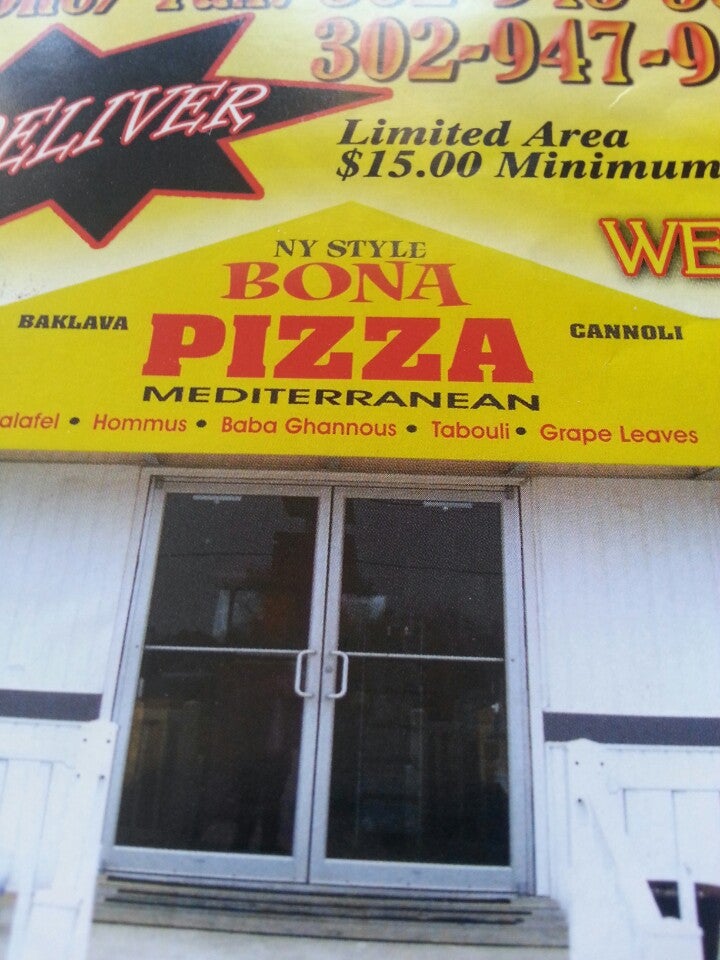 302-947-9
DELIVER
Limited Area
$15.00 Minimum
WE
NY STYLE
BONA
BAKLAVA PIZZA CANNOLI
MEDITERRANEAN
alafel • Hommus • Baba Ghannous • Tabouli • Grape Leaves